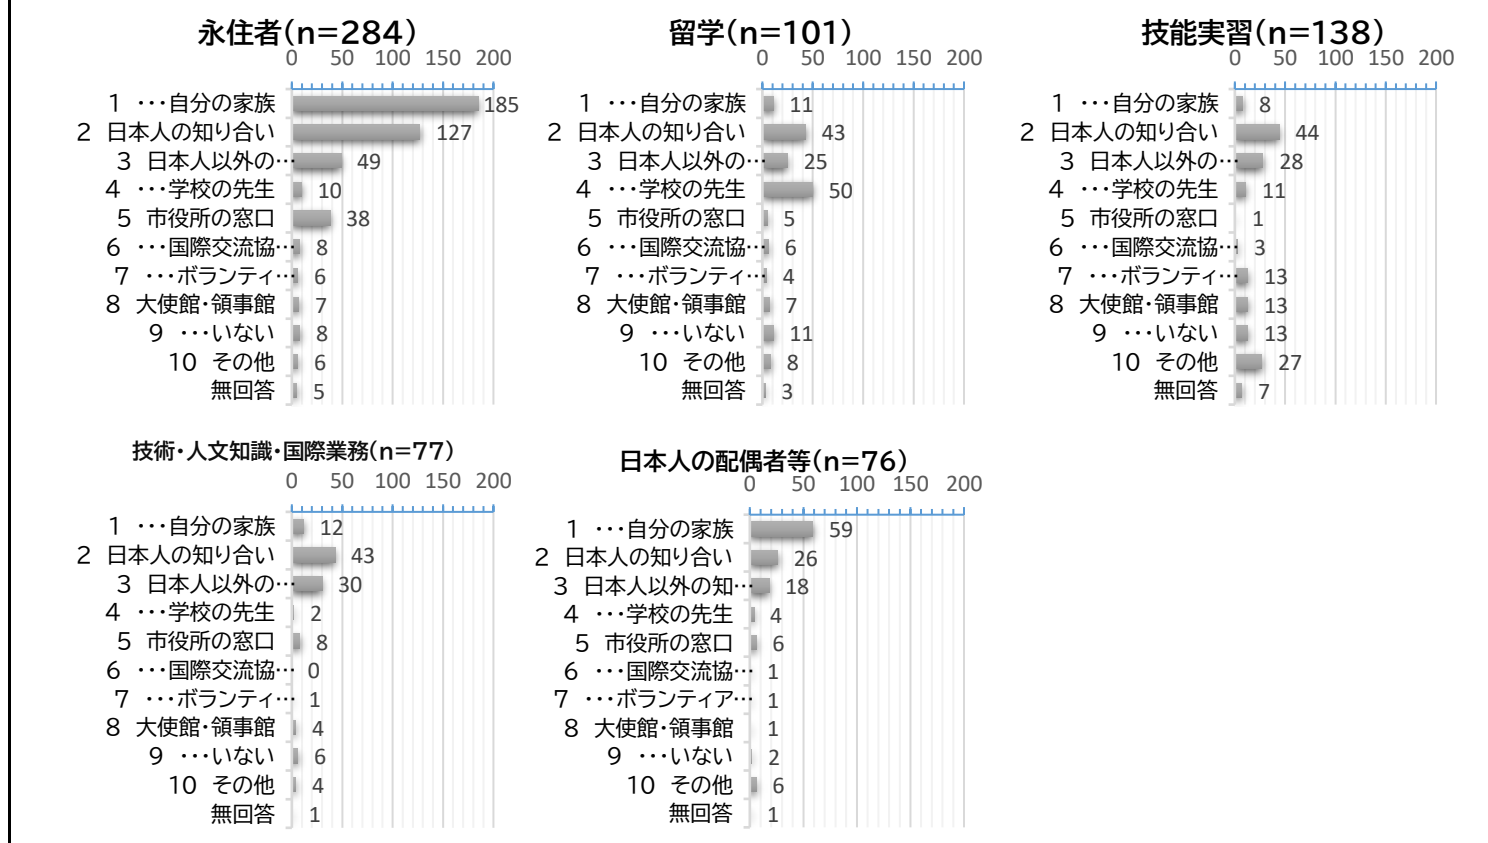 永住者(n=284)
0 50 100 150 200
1 ・・・自分の家族 185
2 日本人の知り合い 127
3 日本人以外の… 49
4 ・・・学校の先生 10
5 市役所の窓口 38
6 ・・・国際交流協… 8
7 ・・・ボランティ… 6
8 大使館・領事館 7
9 ・・・いない 8
10 その他 6
無回答 5
留学(n=101)
0 50 100 150 200
1 ・・・自分の家族 11
2 日本人の知り合い 43
3 日本人以外の… 25
4 ・・・学校の先生 50
5 市役所の窓口 5
6 ・・・国際交流協… 6
7 ・・・ボランティ… 4
8 大使館・領事館 7
9 ・・・いない 11
10 その他 8
無回答 3
技能実習(n=138)
0 50 100 150 200
1 ・・・自分の家族 8
2 日本人の知り合い 44
3 日本人以外の… 28
4 ・・・学校の先生 11
5 市役所の窓口 1
6 ・・・国際交流協… 3
7 ・・・ボランティ… 13
8 大使館・領事館 13
9 ・・・いない 13
10 その他 27
無回答 7
技術・人文知識・国際業務(n=77)
0 50 100 150 200
1 ・・・自分の家族 12
2 日本人の知り合い 43
3 日本人以外の… 30
4 ・・・学校の先生 2
5 市役所の窓口 8
6 ・・・国際交流協… 0
7 ・・・ボランティ… 1
8 大使館・領事館 4
9 ・・・いない 6
10 その他 4
無回答 1
日本人の配偶者等(n=76)
0 50 100 150 200
1 ・・・自分の家族 59
2 日本人の知り合い 26
3 日本人以外の知… 18
4 ・・・学校の先生 4
5 市役所の窓口 6
6 ・・・国際交流協… 1
7 ・・・ボランティア… 1
8 大使館・領事館 1
9 ・・・いない 2
10 その他 6
無回答 1